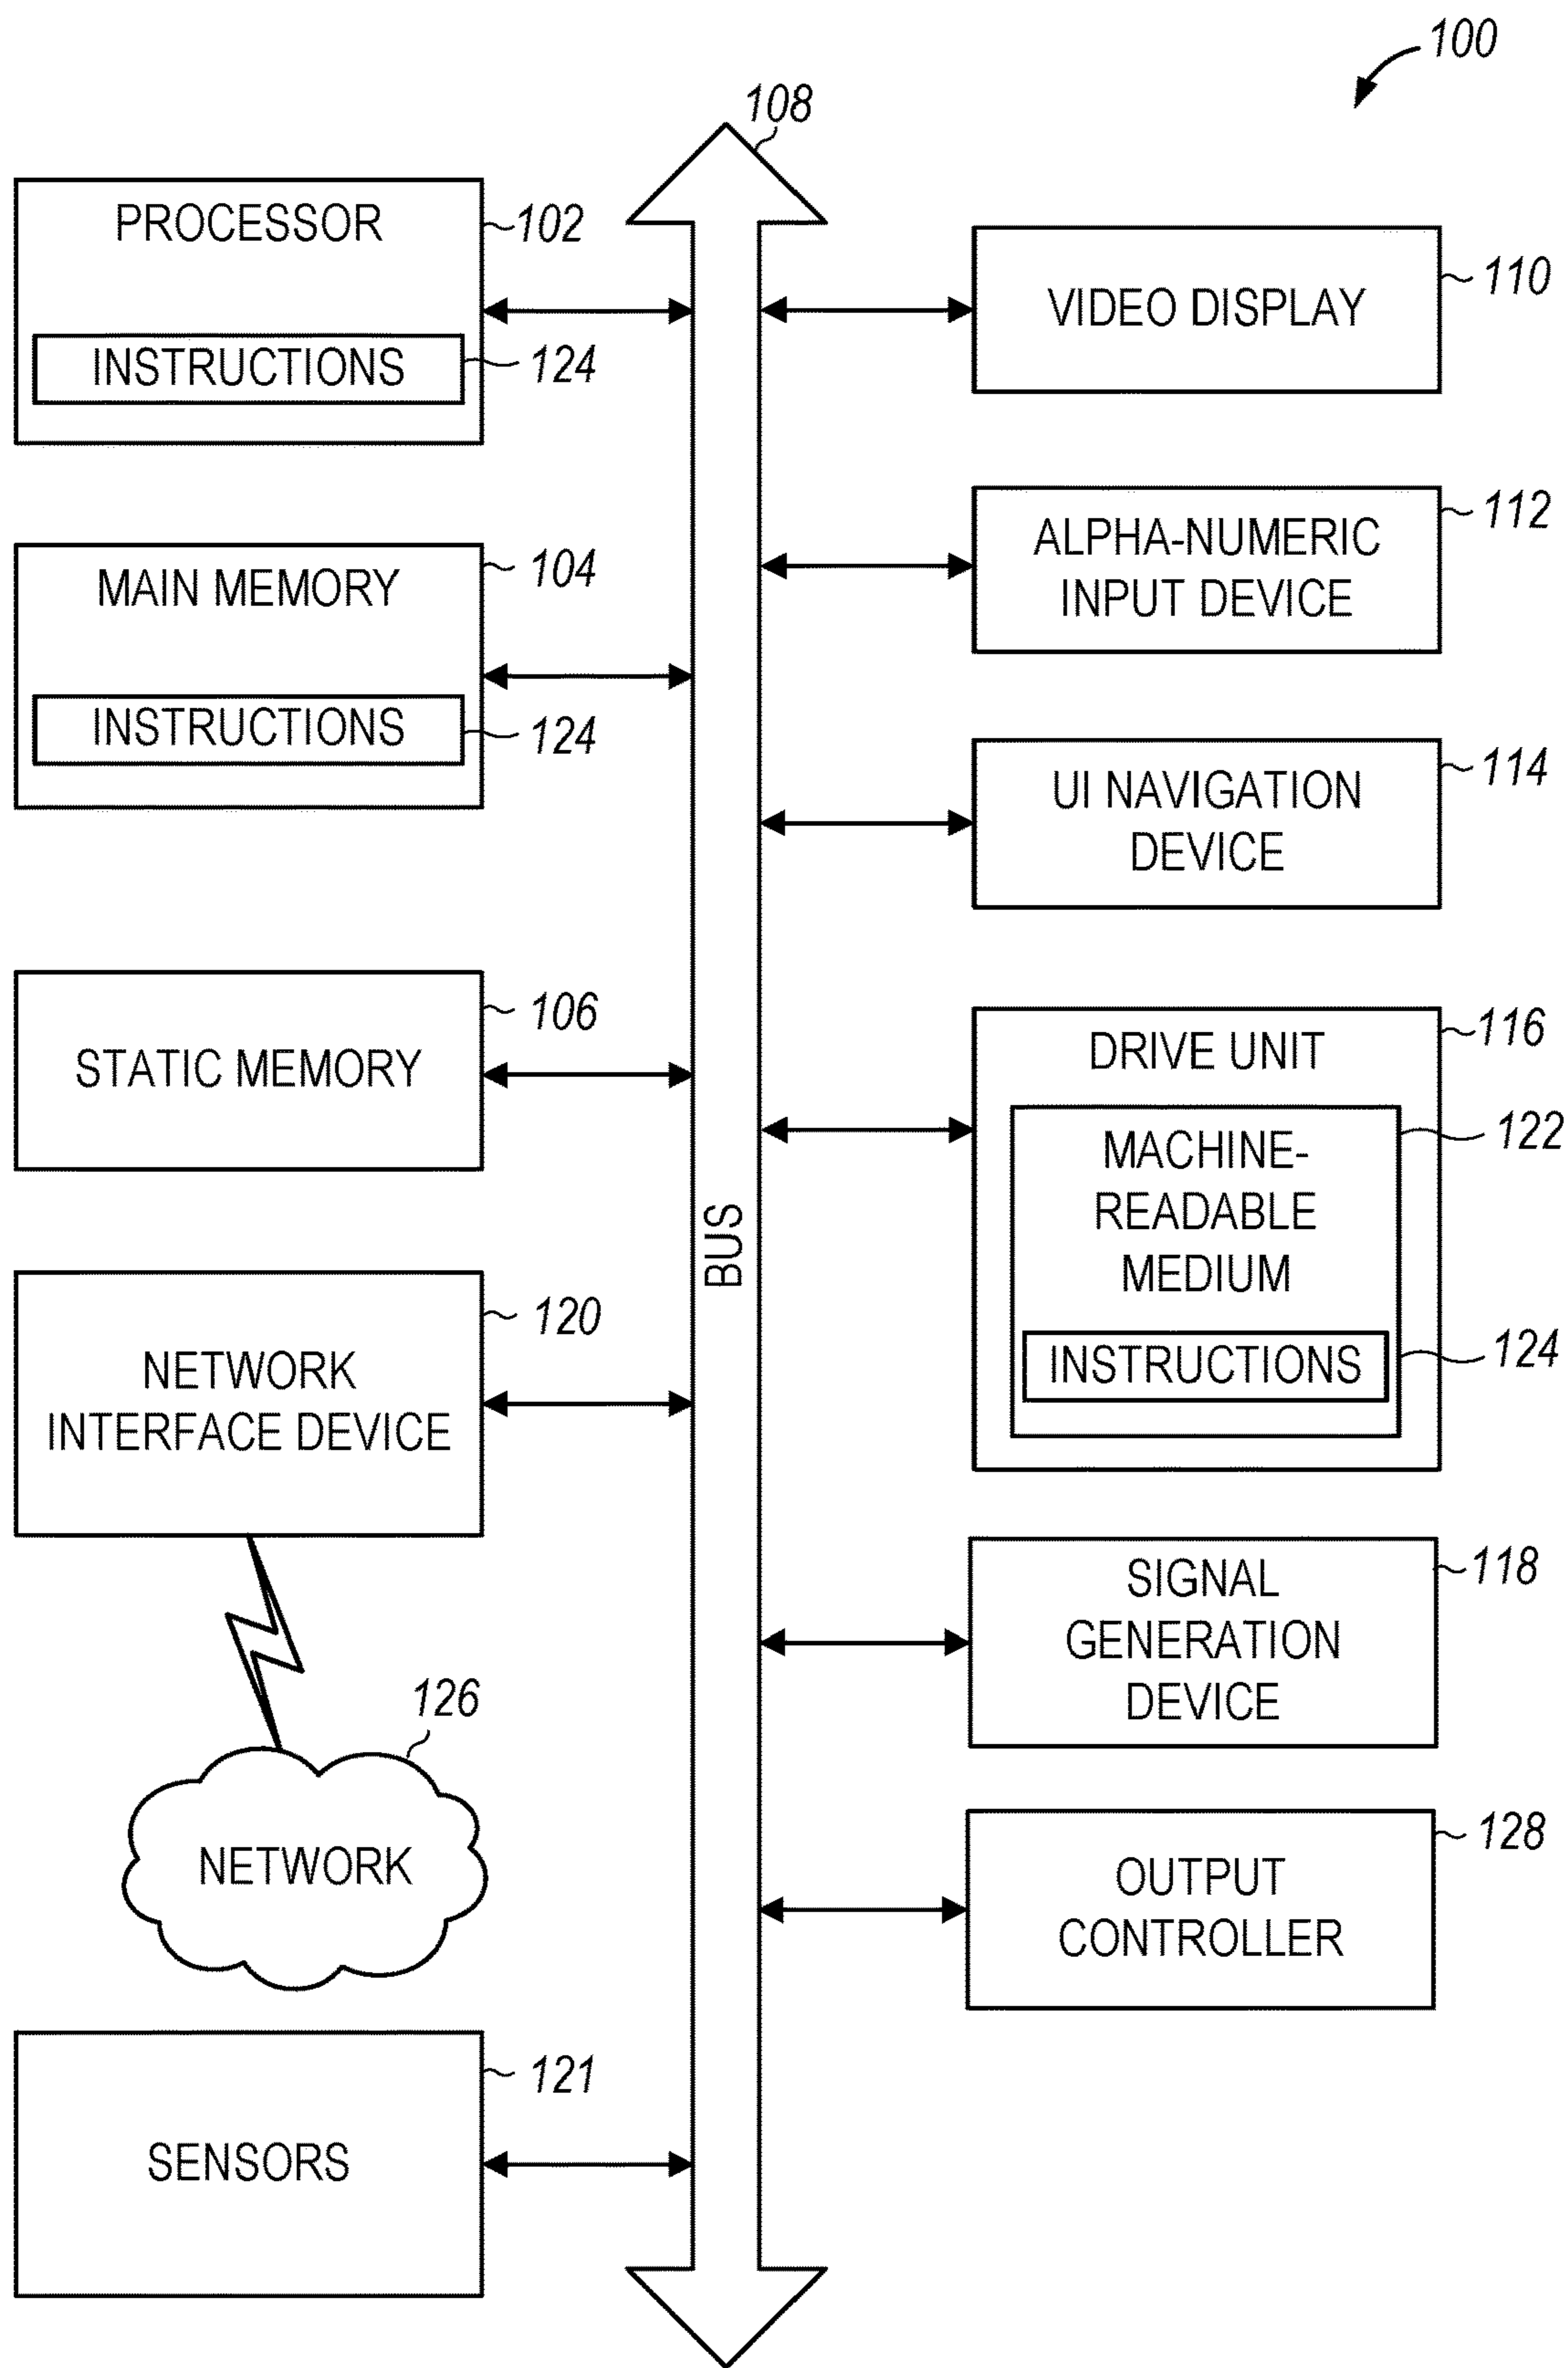 100
108
PROCESSOR
102
INSTRUCTIONS
124
MAIN MEMORY
104
INSTRUCTIONS
124
STATIC MEMORY
106
NETWORK
INTERFACE DEVICE
120
NETWORK
126
SENSORS
121
BUS
VIDEO DISPLAY
110
ALPHA-NUMERIC
INPUT DEVICE
112
UI NAVIGATION
DEVICE
114
DRIVE UNIT
116
MACHINE-
READABLE
MEDIUM
122
INSTRUCTIONS
124
SIGNAL
GENERATION
DEVICE
118
OUTPUT
CONTROLLER
128